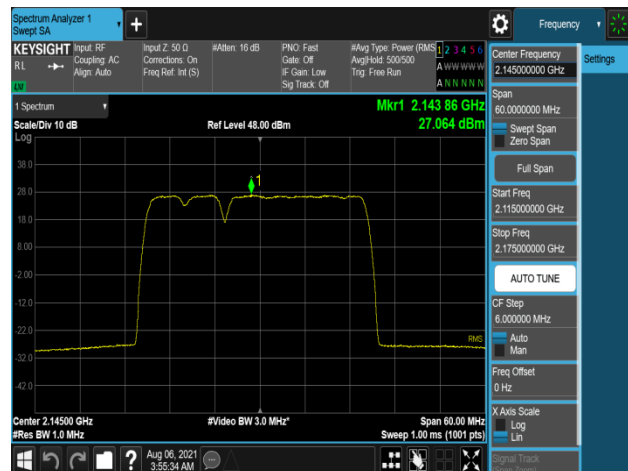 Spectrum Analyzer 1
Swept SA
+
Frequency
KEYSIGHT
RL
LXI
Input: RF
Coupling: AC
Align: Auto
Input Z: 50 Ω
Corrections: On
Freq Ref: Int (S)
#Atten: 16 dB
PNO: Fast
Gate: Off
IF Gain: Low
Sig Track: Off
#Avg Type: Power (RMS
Avg|Hold: 500/500
Trig: Free Run
1 2 3 4 5 6
A W W W W W
A N N N N N
1 Spectrum
Scale/Div 10 dB
Log
Ref Level 48.00 dBm
Mkr1 2.143 86 GHz
27.064 dBm
1
38.0
28.0
18.0
8.00
-2.00
-12.0
-22.0
-32.0
-42.0
RMS
Center 2.14500 GHz
#Res BW 1.0 MHz
#Video BW 3.0 MHz*
Span 60.00 MHz
Sweep 1.00 ms (1001 pts)
?
Aug 06, 2021
3:55:34 AM
Center Frequency
2.145000000 GHz
Settings
Span
60.0000000 MHz
Swept Span
Zero Span
Full Span
Start Freq
2.115000000 GHz
Stop Freq
2.175000000 GHz
AUTO TUNE
CF Step
6.000000 MHz
Auto
Man
Freq Offset
0 Hz
X Axis Scale
Log
Lin
Signal Track